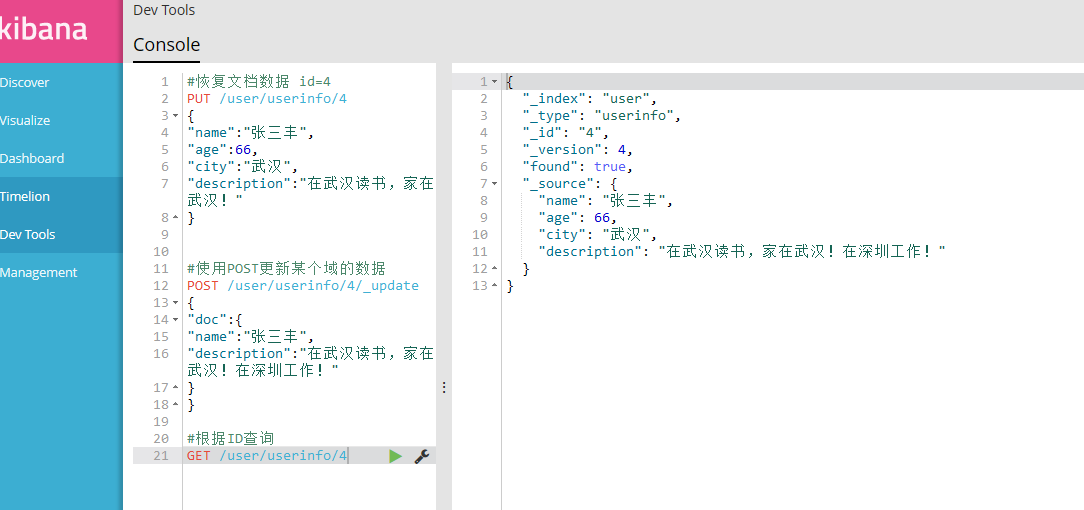 kibana
Discover
Visualize
Dashboard
Timelion
Dev Tools
Management
Dev Tools
Console
1 #恢复文档数据 id=4
2 PUT /user/userinfo/4
3 {
4 "name":"张三丰",
5 "age":66,
6 "city":"武汉",
7 "description":"在武汉读书，家在
武汉！"
8 }
9
10
11 #使用POST更新某个域的数据
12 POST /user/userinfo/4/_update
13 {
14 "doc":{
15 "name":"张三丰",
16 "description":"在武汉读书，家在
武汉！在深圳工作！"
17 }
18 }
19
20 #根据ID查询
21 GET /user/userinfo/4
1 {
2 "_index": "user",
3 "_type": "userinfo",
4 "_id": "4",
5 "_version": 4,
6 "found": true,
7 "_source": {
8 "name": "张三丰",
9 "age": 66,
10 "city": "武汉",
11 "description": "在武汉读书，家在武汉！在深圳工作！"
12 }
13 }